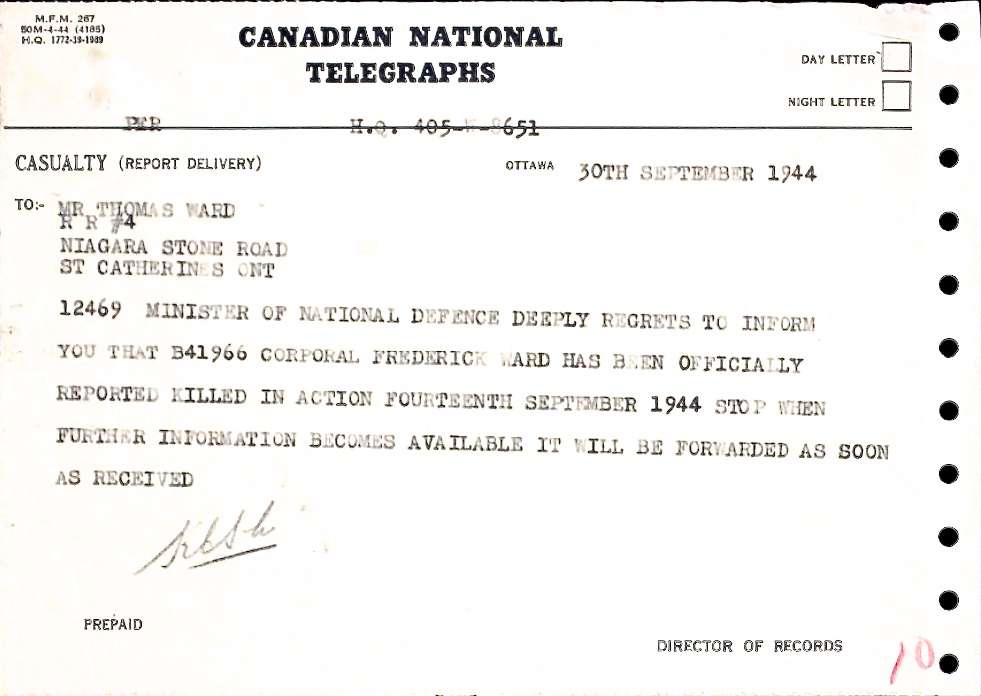 M.F.M. 267
50M-4-44 (4185)
H.Q. 1772-39-1989
CANADIAN NATIONAL
TELEGRAPHS
DAY LETTER
NIGHT LETTER
PER H.Q. 405-W-8651
CASUALTY (REPORT DELIVERY) OTTAWA 30TH SEPTEMBER 1944
TO:- MR THOMAS WARD
R R #4
NIAGARA STONE ROAD
ST CATHERINES ONT
12469 MINISTER OF NATIONAL DEFENCE DEEPLY REGRETS TO INFORM
YOU THAT B41966 CORPORAL FREDERICK WARD HAS BEEN OFFICIALLY
REPORTED KILLED IN ACTION FOURTEENTH SEPTEMBER 1944 STOP WHEN
FURTHER INFORMATION BECOMES AVAILABLE IT WILL BE FORWARDED AS SOON
AS RECEIVED
PREPAID
DIRECTOR OF RECORDS
10